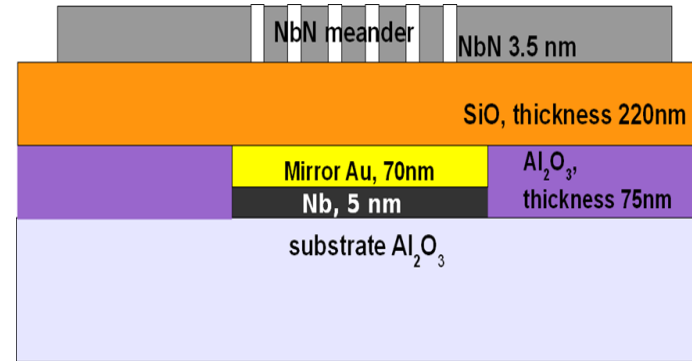 NbN meander
NbN 3.5 nm
SiO, thickness 220nm
Mirror Au, 70nm
Al₂O₃,
thickness 75nm
Nb, 5 nm
substrate Al₂O₃